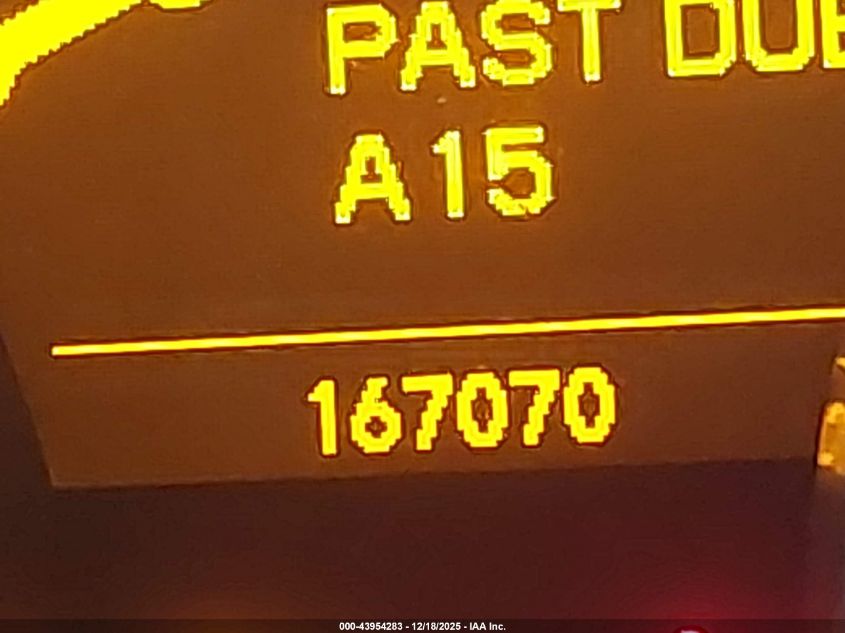 PAST DUE
A15
167070
000-43954283 - 12/18/2025 - IAA Inc.